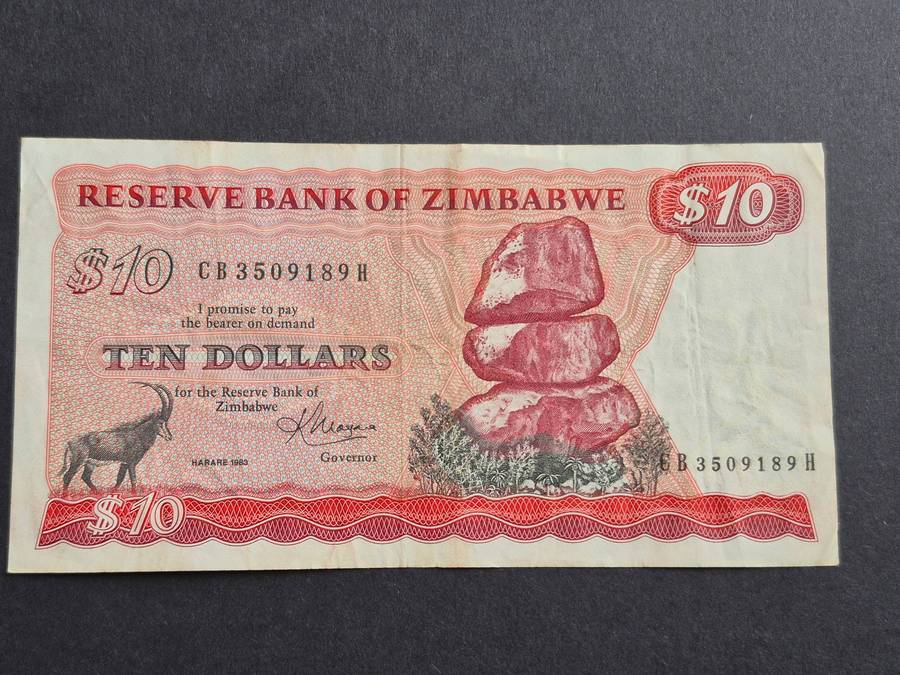 RESERVE BANK OF ZIMBABWE
$10
$10
CB3509189H
I promise to pay
the bearer on demand
TEN DOLLARS
for the Reserve Bank of
Zimbabwe
HARARE 1983
Governor
CB3509189H
$10